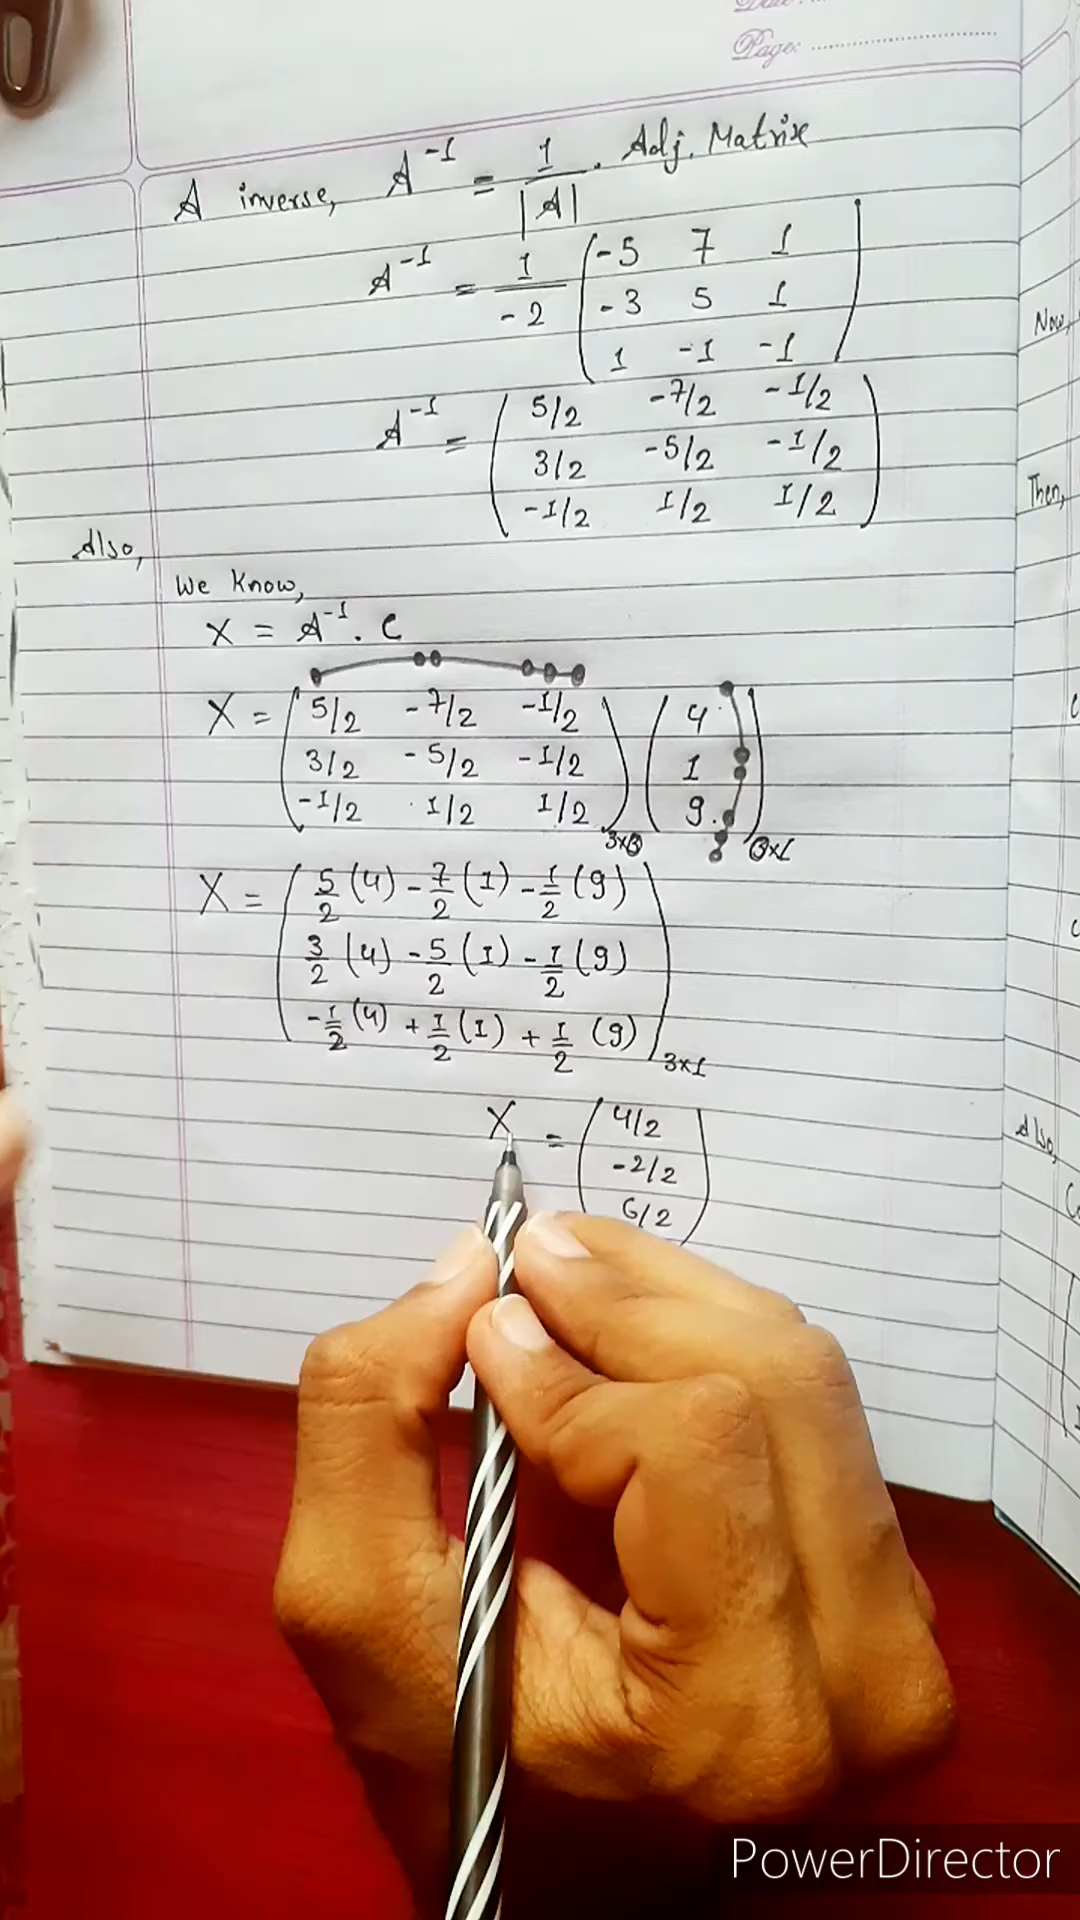 Date: ...
Page: ....................
A inverse, A⁻¹ = 1/|A| . Adj. Matrix
A⁻¹ = 1/-2 ( -5 7 1
-3 5 1
1 -1 -1 )
A⁻¹ = ( 5/2 -7/2 -1/2
3/2 -5/2 -1/2
-1/2 1/2 1/2 )
Also,
We Know,
X = A⁻¹. C
X = ( 5/2 -7/2 -1/2
3/2 -5/2 -1/2
-1/2 1/2 1/2 )3×3 ( 4
1
9 )3×1
X = ( 5/2 (4) - 7/2 (1) - 1/2 (9)
3/2 (4) - 5/2 (1) - 1/2 (9)
-1/2 (4) + 1/2 (1) + 1/2 (9) )3×1
X = ( 4/2
-2/2
6/2 )
Now,
Then,
Also,
PowerDirector